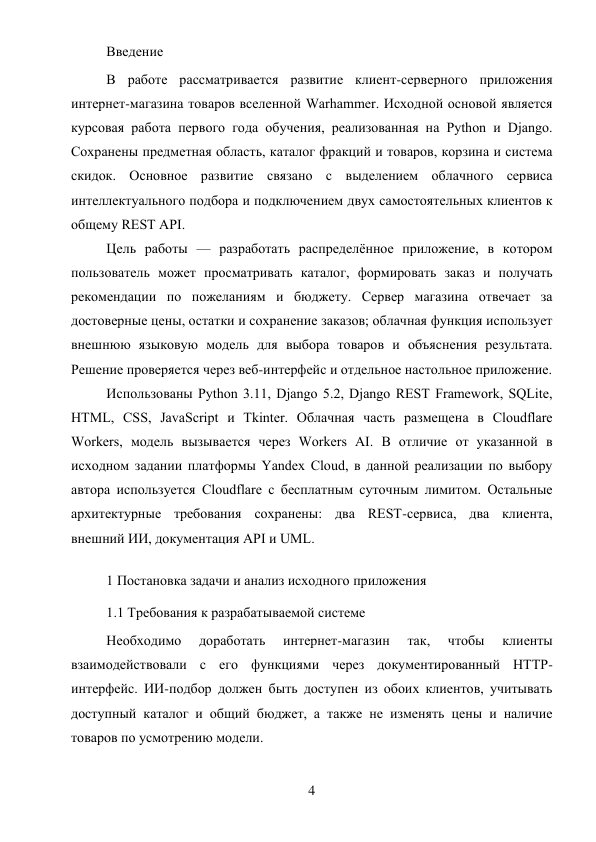 Введение
В работе рассматривается развитие клиент-серверного приложения
интернет-магазина товаров вселенной Warhammer. Исходной основой является
курсовая работа первого года обучения, реализованная на Python и Django.
Сохранены предметная область, каталог фракций и товаров, корзина и система
скидок. Основное развитие связано с выделением облачного сервиса
интеллектуального подбора и подключением двух самостоятельных клиентов к
общему REST API.
Цель работы — разработать распределённое приложение, в котором
пользователь может просматривать каталог, формировать заказ и получать
рекомендации по пожеланиям и бюджету. Сервер магазина отвечает за
достоверные цены, остатки и сохранение заказов; облачная функция использует
внешнюю языковую модель для выбора товаров и объяснения результата.
Решение проверяется через веб-интерфейс и отдельное настольное приложение.
Использованы Python 3.11, Django 5.2, Django REST Framework, SQLite,
HTML, CSS, JavaScript и Tkinter. Облачная часть размещена в Cloudflare
Workers, модель вызывается через Workers AI. В отличие от указанной в
исходном задании платформы Yandex Cloud, в данной реализации по выбору
автора используется Cloudflare с бесплатным суточным лимитом. Остальные
архитектурные требования сохранены: два REST-сервиса, два клиента,
внешний ИИ, документация API и UML.
1 Постановка задачи и анализ исходного приложения
1.1 Требования к разрабатываемой системе
Необходимо доработать интернет-магазин так, чтобы клиенты
взаимодействовали с его функциями через документированный HTTP-
интерфейс. ИИ-подбор должен быть доступен из обоих клиентов, учитывать
доступный каталог и общий бюджет, а также не изменять цены и наличие
товаров по усмотрению модели.
4